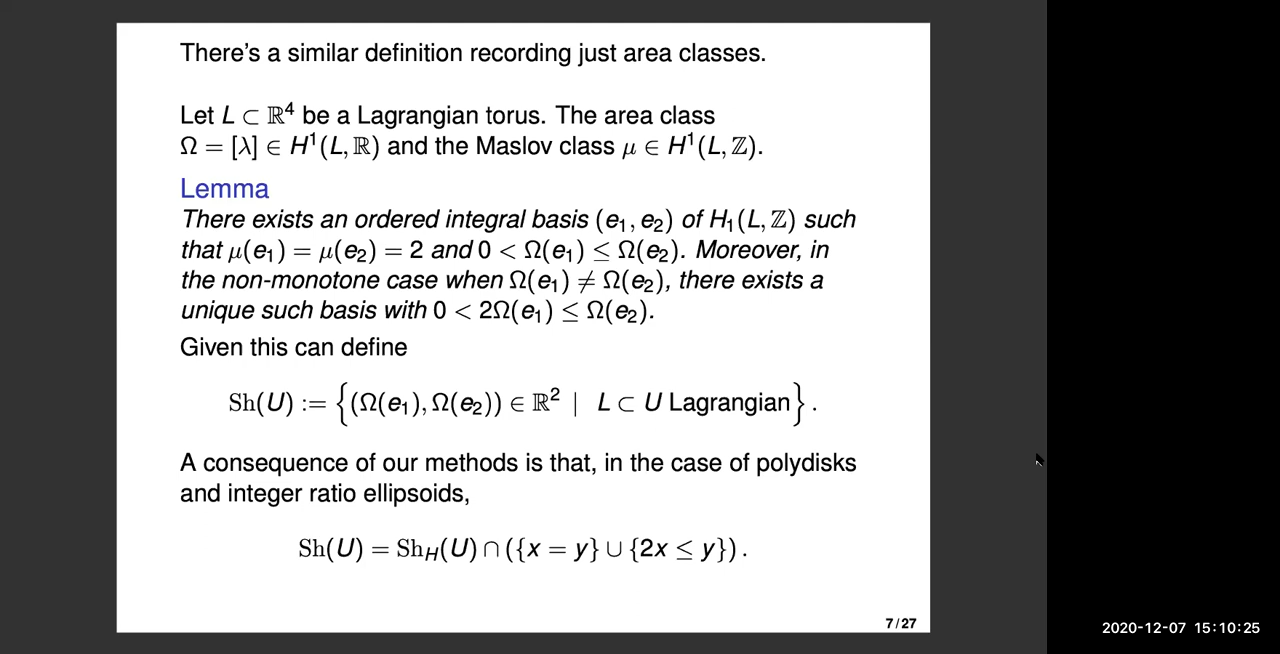 There's a similar definition recording just area classes.
Let L ⊂ ℝ⁴ be a Lagrangian torus. The area class
Ω = [λ] ∈ H¹(L, ℝ) and the Maslov class μ ∈ H¹(L, ℤ).
Lemma
There exists an ordered integral basis (e₁, e₂) of H₁(L, ℤ) such
that μ(e₁) = μ(e₂) = 2 and 0 < Ω(e₁) ≤ Ω(e₂). Moreover, in
the non-monotone case when Ω(e₁) ≠ Ω(e₂), there exists a
unique such basis with 0 < 2Ω(e₁) ≤ Ω(e₂).
Given this can define
Sh(U) := {(Ω(e₁), Ω(e₂)) ∈ ℝ² | L ⊂ U Lagrangian}.
A consequence of our methods is that, in the case of polydisks
and integer ratio ellipsoids,
Sh(U) = Sh_H(U) ∩ ({x = y} ∪ {2x ≤ y}).
7 / 27
2020-12-07 15:10:25